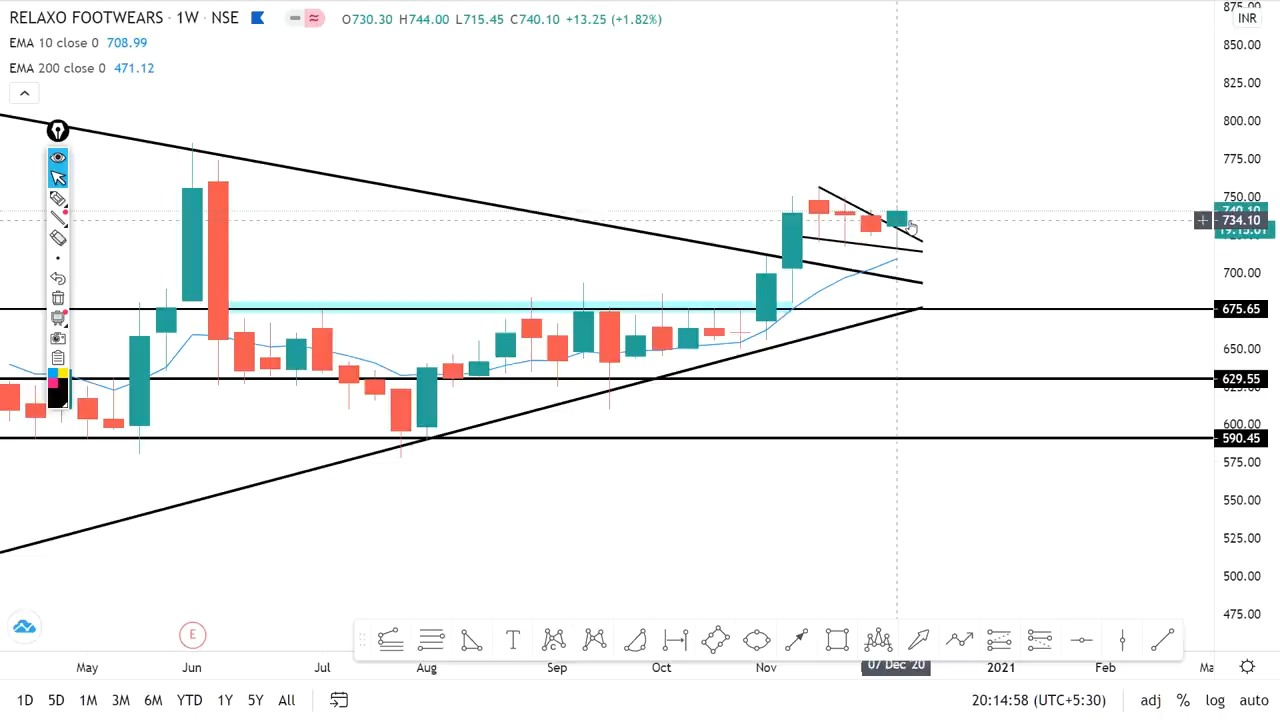 RELAXO FOOTWEARS · 1W · NSE
O730.30 H744.00 L715.45 C740.10 +13.25 (+1.82%)
INR
EMA 10 close 0 708.99
EMA 200 close 0 471.12
850.00
825.00
800.00
775.00
750.00
740.10
734.10
700.00
675.65
650.00
629.55
600.00
590.45
575.00
550.00
525.00
500.00
475.00
E
T
May
Jun
Jul
Aug
Sep
Oct
Nov
07 Dec '20
2021
Feb
1D 5D 1M 3M 6M YTD 1Y 5Y All
20:14:58 (UTC+5:30) adj % log auto